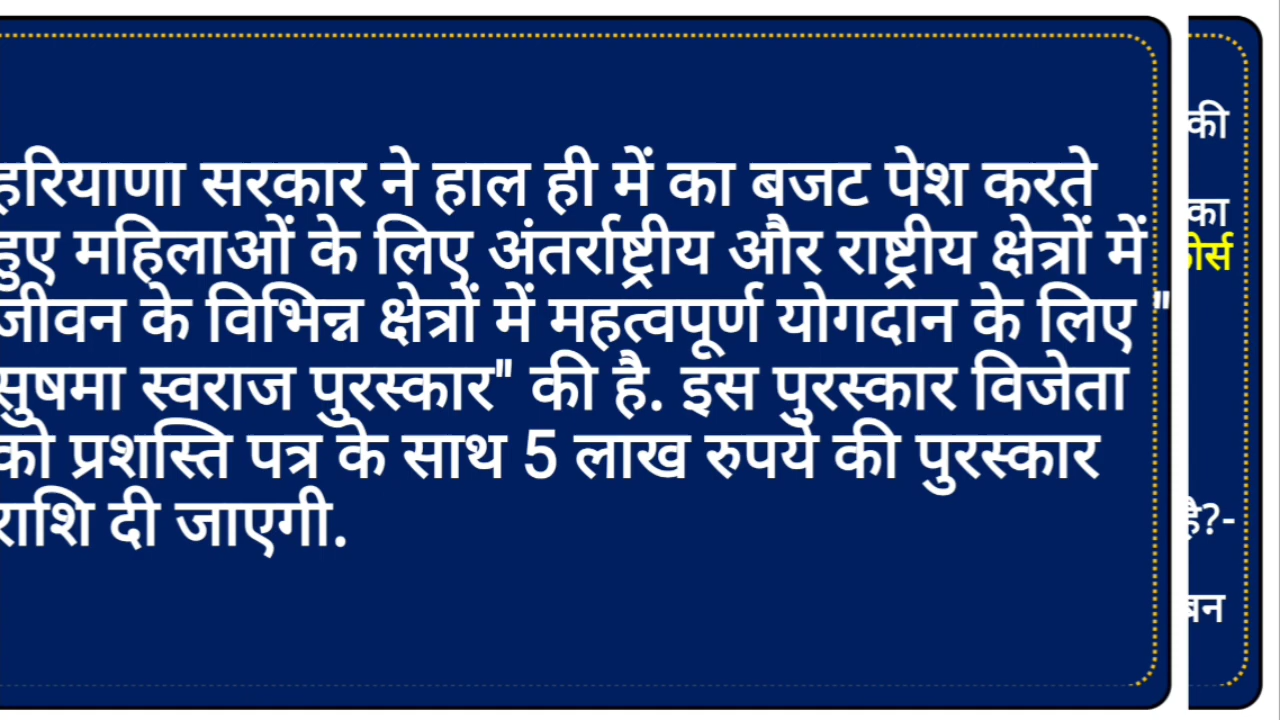 हरियाणा सरकार ने हाल ही में का बजट पेश करते
हुए महिलाओं के लिए अंतर्राष्ट्रीय और राष्ट्रीय क्षेत्रों में
जीवन के विभिन्न क्षेत्रों में महत्वपूर्ण योगदान के लिए "
सुषमा स्वराज पुरस्कार" की है. इस पुरस्कार विजेता
को प्रशस्ति पत्र के साथ 5 लाख रुपये की पुरस्कार
राशि दी जाएगी.
की
का
है?-